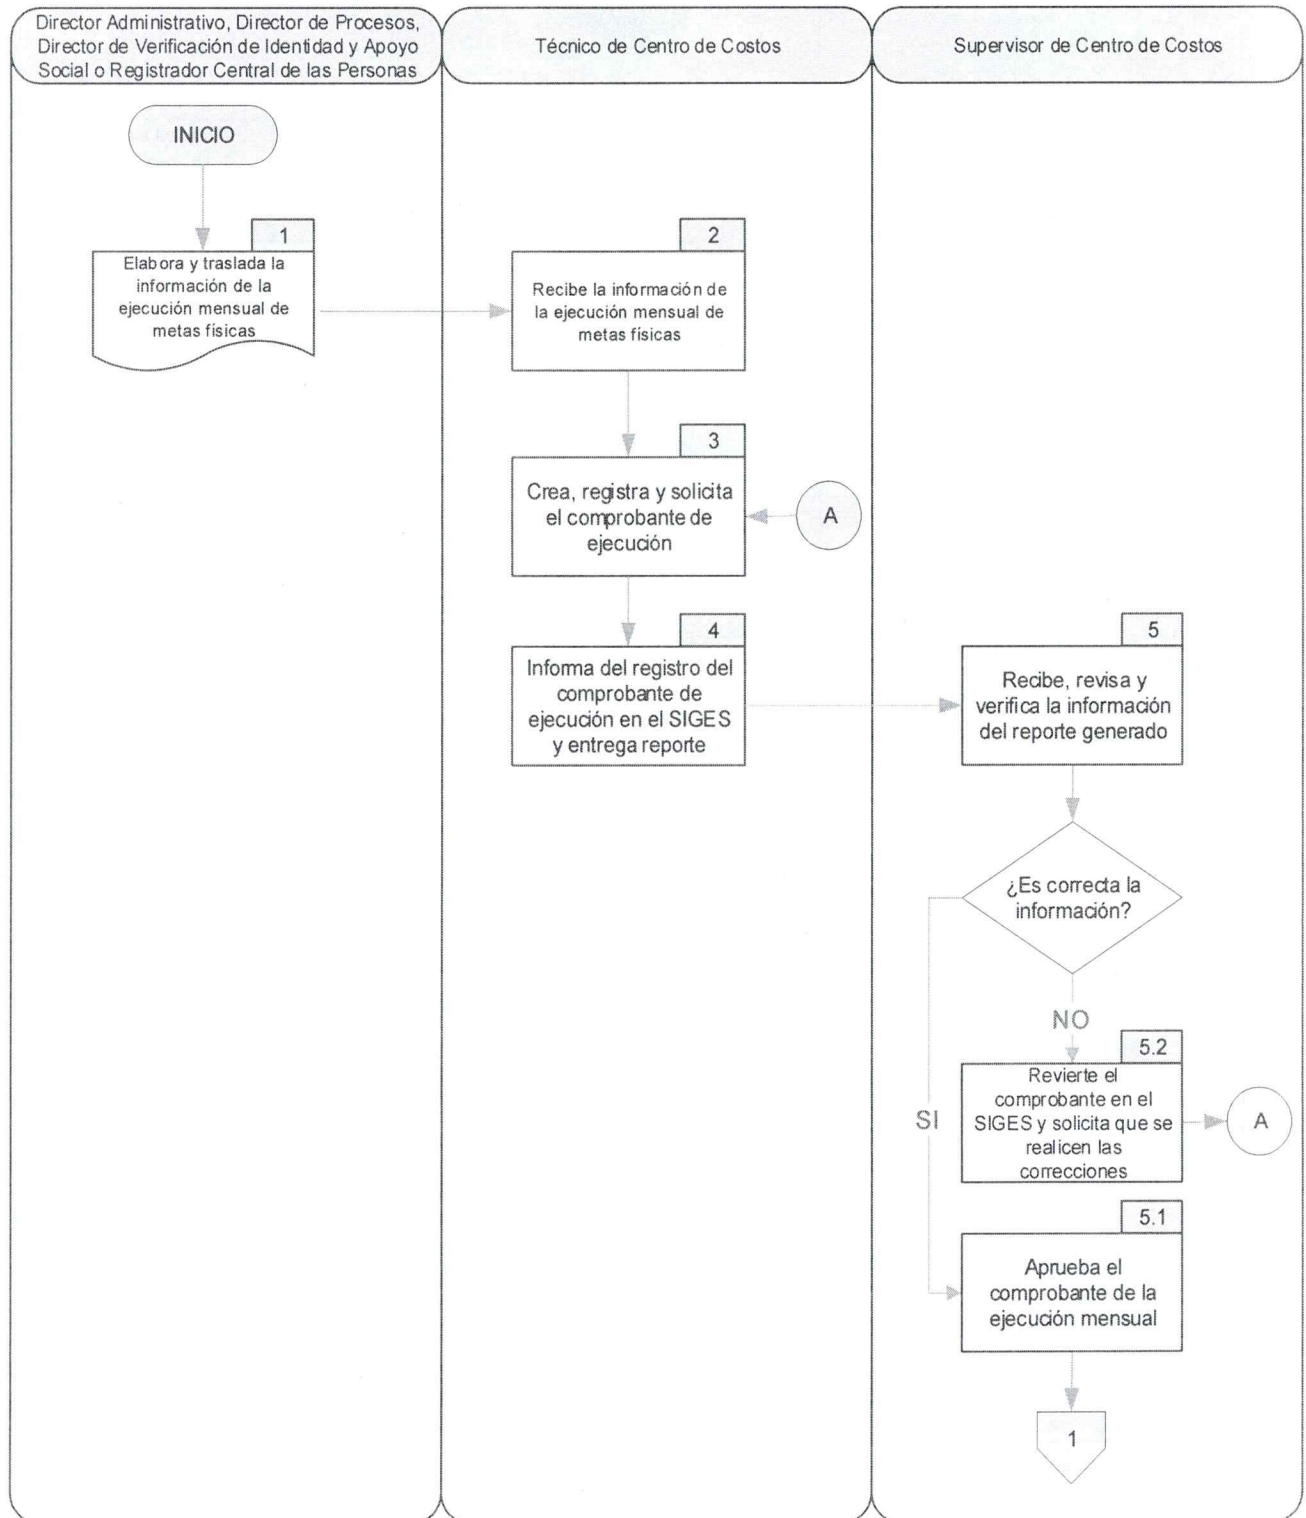 Director Administrativo, Director de Procesos,
Director de Verificación de Identidad y Apoyo
Social o Registrador Central de las Personas
Técnico de Centro de Costos
Supervisor de Centro de Costos
INICIO
1
Elabora y traslada la
información de la
ejecución mensual de
metas físicas
2
Recibe la información de
la ejecución mensual de
metas físicas
3
Crea, registra y solicita
el comprobante de
ejecución
A
4
Informa del registro del
comprobante de
ejecución en el SIGES
y entrega reporte
5
Recibe, revisa y
verifica la información
del reporte generado
¿Es correcta la
información?
NO
SI
5.2
Revierte el
comprobante en el
SIGES y solicita que se
realicen las
correcciones
A
5.1
Aprueba el
comprobante de la
ejecución mensual
1